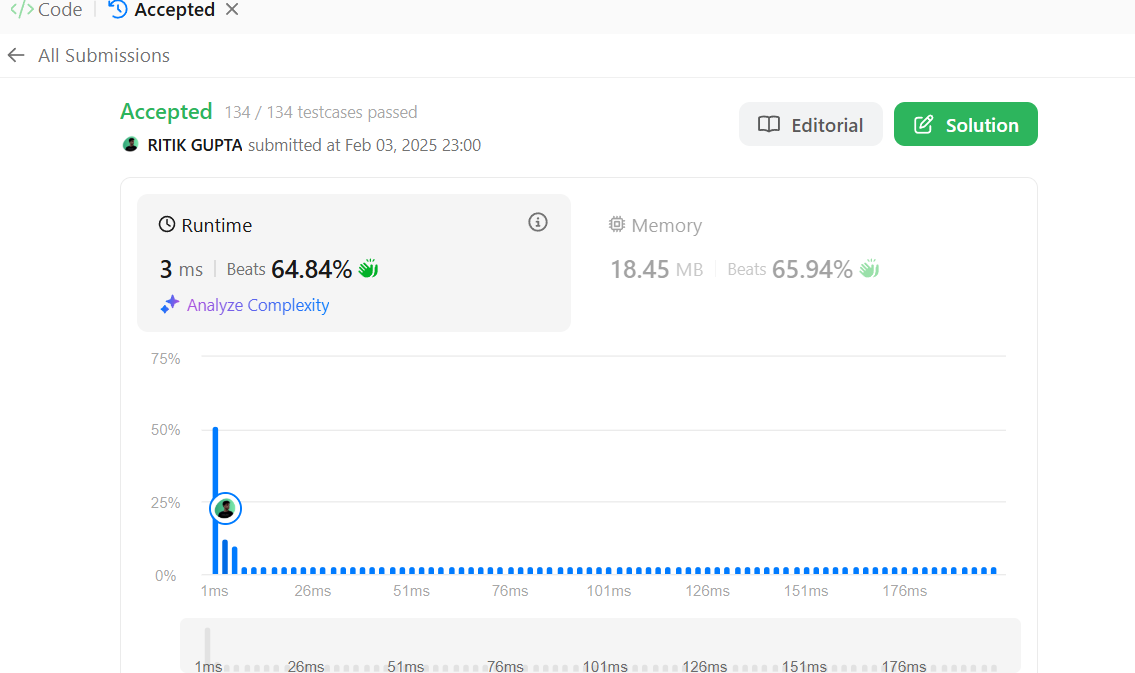 </> Code Accepted
All Submissions
Accepted 134 / 134 testcases passed
RITIK GUPTA submitted at Feb 03, 2025 23:00
Editorial
Solution
Runtime
3 ms Beats 64.84%
Analyze Complexity
Memory
18.45 MB Beats 65.94%
75%
50%
25%
0%
1ms 26ms 51ms 76ms 101ms 126ms 151ms 176ms
1ms 26ms 51ms 76ms 101ms 126ms 151ms 176ms